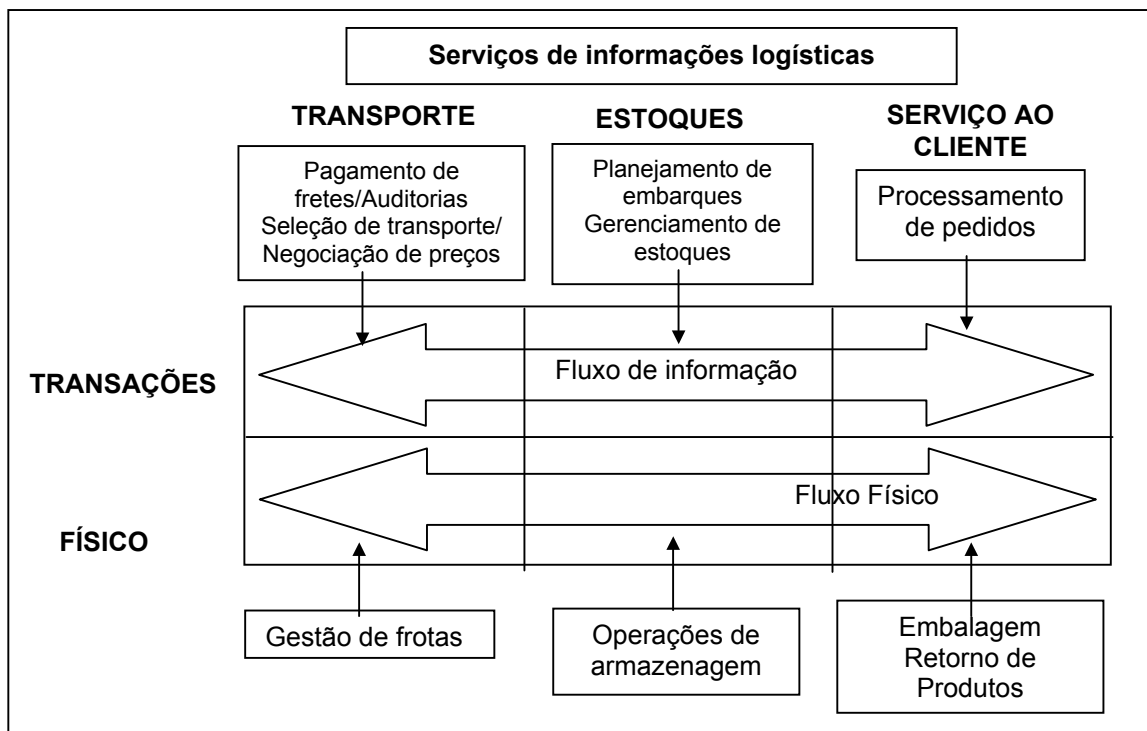 Serviços de informações logísticas
TRANSPORTE
ESTOQUES
SERVIÇO AO
CLIENTE
Pagamento de
fretes/Auditorias
Seleção de transporte/
Negociação de preços
Planejamento de
embarques
Gerenciamento de
estoques
Processamento
de pedidos
TRANSAÇÕES
Fluxo de informação
FÍSICO
Fluxo Físico
Gestão de frotas
Operações de
armazenagem
Embalagem
Retorno de
Produtos